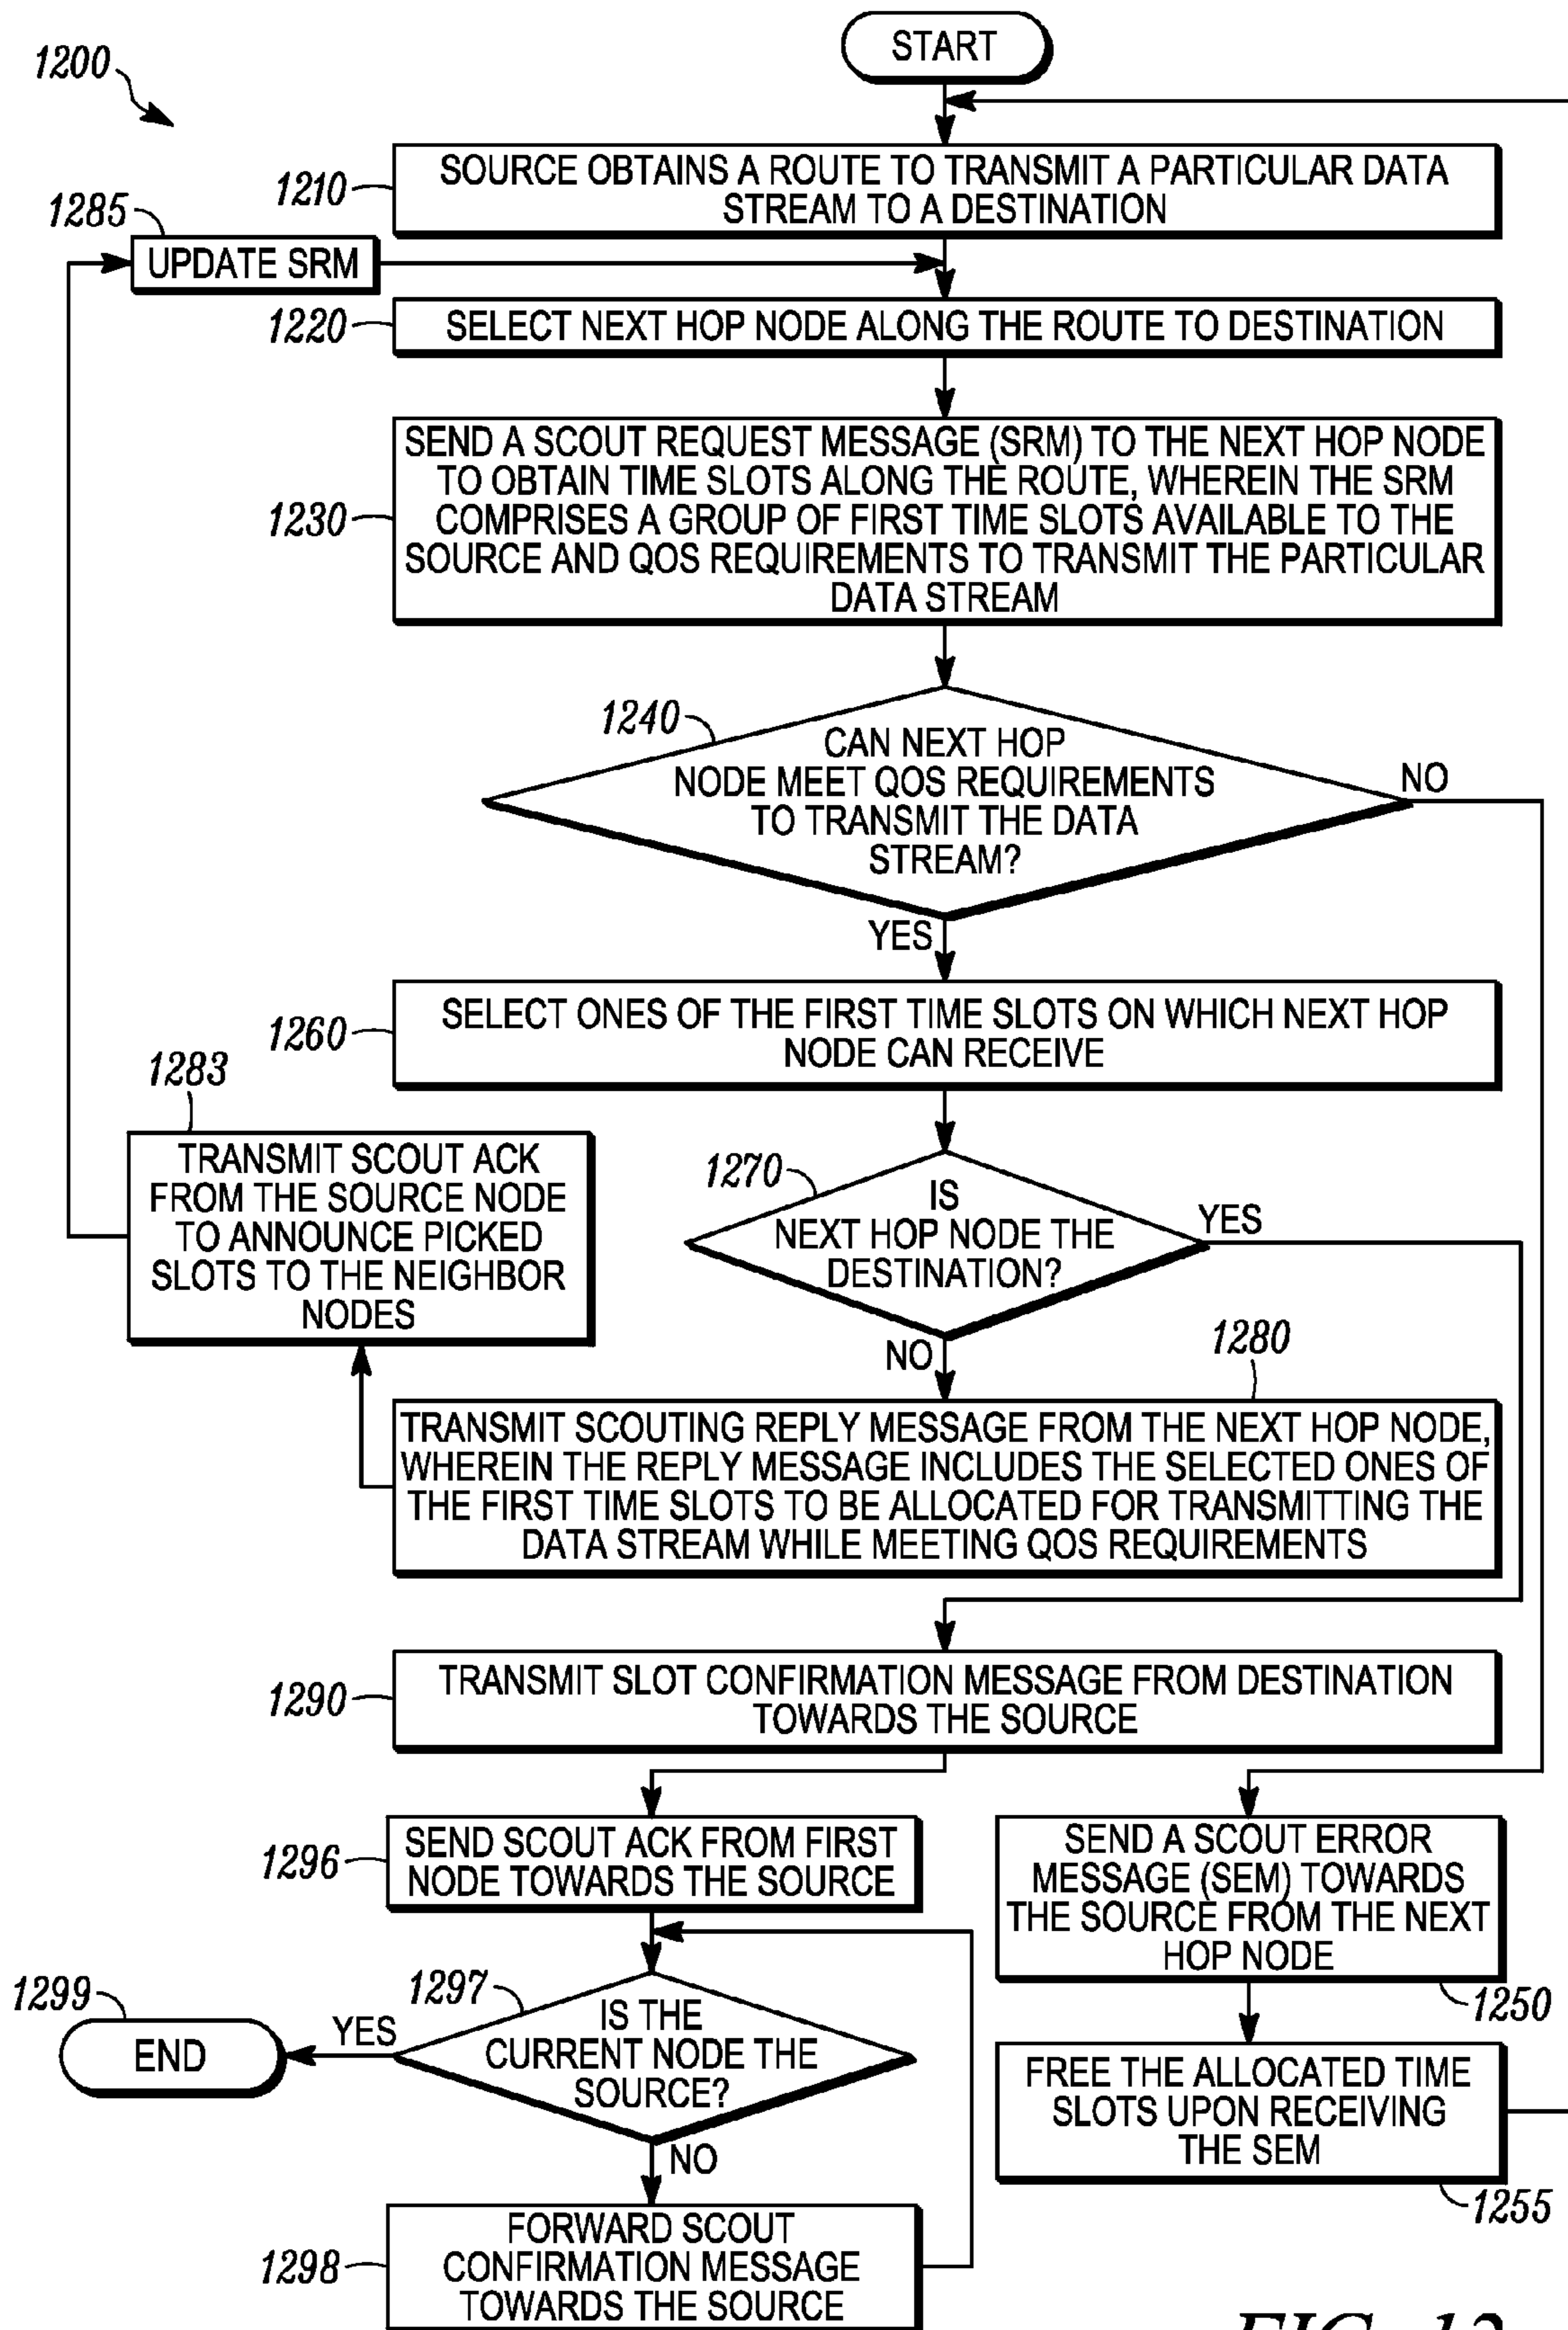 START
1200
1210
SOURCE OBTAINS A ROUTE TO TRANSMIT A PARTICULAR DATA
STREAM TO A DESTINATION
1285
UPDATE SRM
1220
SELECT NEXT HOP NODE ALONG THE ROUTE TO DESTINATION
1230
SEND A SCOUT REQUEST MESSAGE (SRM) TO THE NEXT HOP NODE
TO OBTAIN TIME SLOTS ALONG THE ROUTE, WHEREIN THE SRM
COMPRISES A GROUP OF FIRST TIME SLOTS AVAILABLE TO THE
SOURCE AND QOS REQUIREMENTS TO TRANSMIT THE PARTICULAR
DATA STREAM
1240
CAN NEXT HOP
NODE MEET QOS REQUIREMENTS
TO TRANSMIT THE DATA
STREAM?
NO
YES
1260
SELECT ONES OF THE FIRST TIME SLOTS ON WHICH NEXT HOP
NODE CAN RECEIVE
1283
TRANSMIT SCOUT ACK
FROM THE SOURCE NODE
TO ANNOUNCE PICKED
SLOTS TO THE NEIGHBOR
NODES
1270
IS
NEXT HOP NODE THE
DESTINATION?
YES
NO
1280
TRANSMIT SCOUTING REPLY MESSAGE FROM THE NEXT HOP NODE,
WHEREIN THE REPLY MESSAGE INCLUDES THE SELECTED ONES OF
THE FIRST TIME SLOTS TO BE ALLOCATED FOR TRANSMITTING THE
DATA STREAM WHILE MEETING QOS REQUIREMENTS
1290
TRANSMIT SLOT CONFIRMATION MESSAGE FROM DESTINATION
TOWARDS THE SOURCE
1296
SEND SCOUT ACK FROM FIRST
NODE TOWARDS THE SOURCE
SEND A SCOUT ERROR
MESSAGE (SEM) TOWARDS
THE SOURCE FROM THE NEXT
HOP NODE
1250
1297
IS THE
CURRENT NODE THE
SOURCE?
YES
1299
END
NO
FREE THE ALLOCATED TIME
SLOTS UPON RECEIVING
THE SEM
1255
1298
FORWARD SCOUT
CONFIRMATION MESSAGE
TOWARDS THE SOURCE
FIG. 12